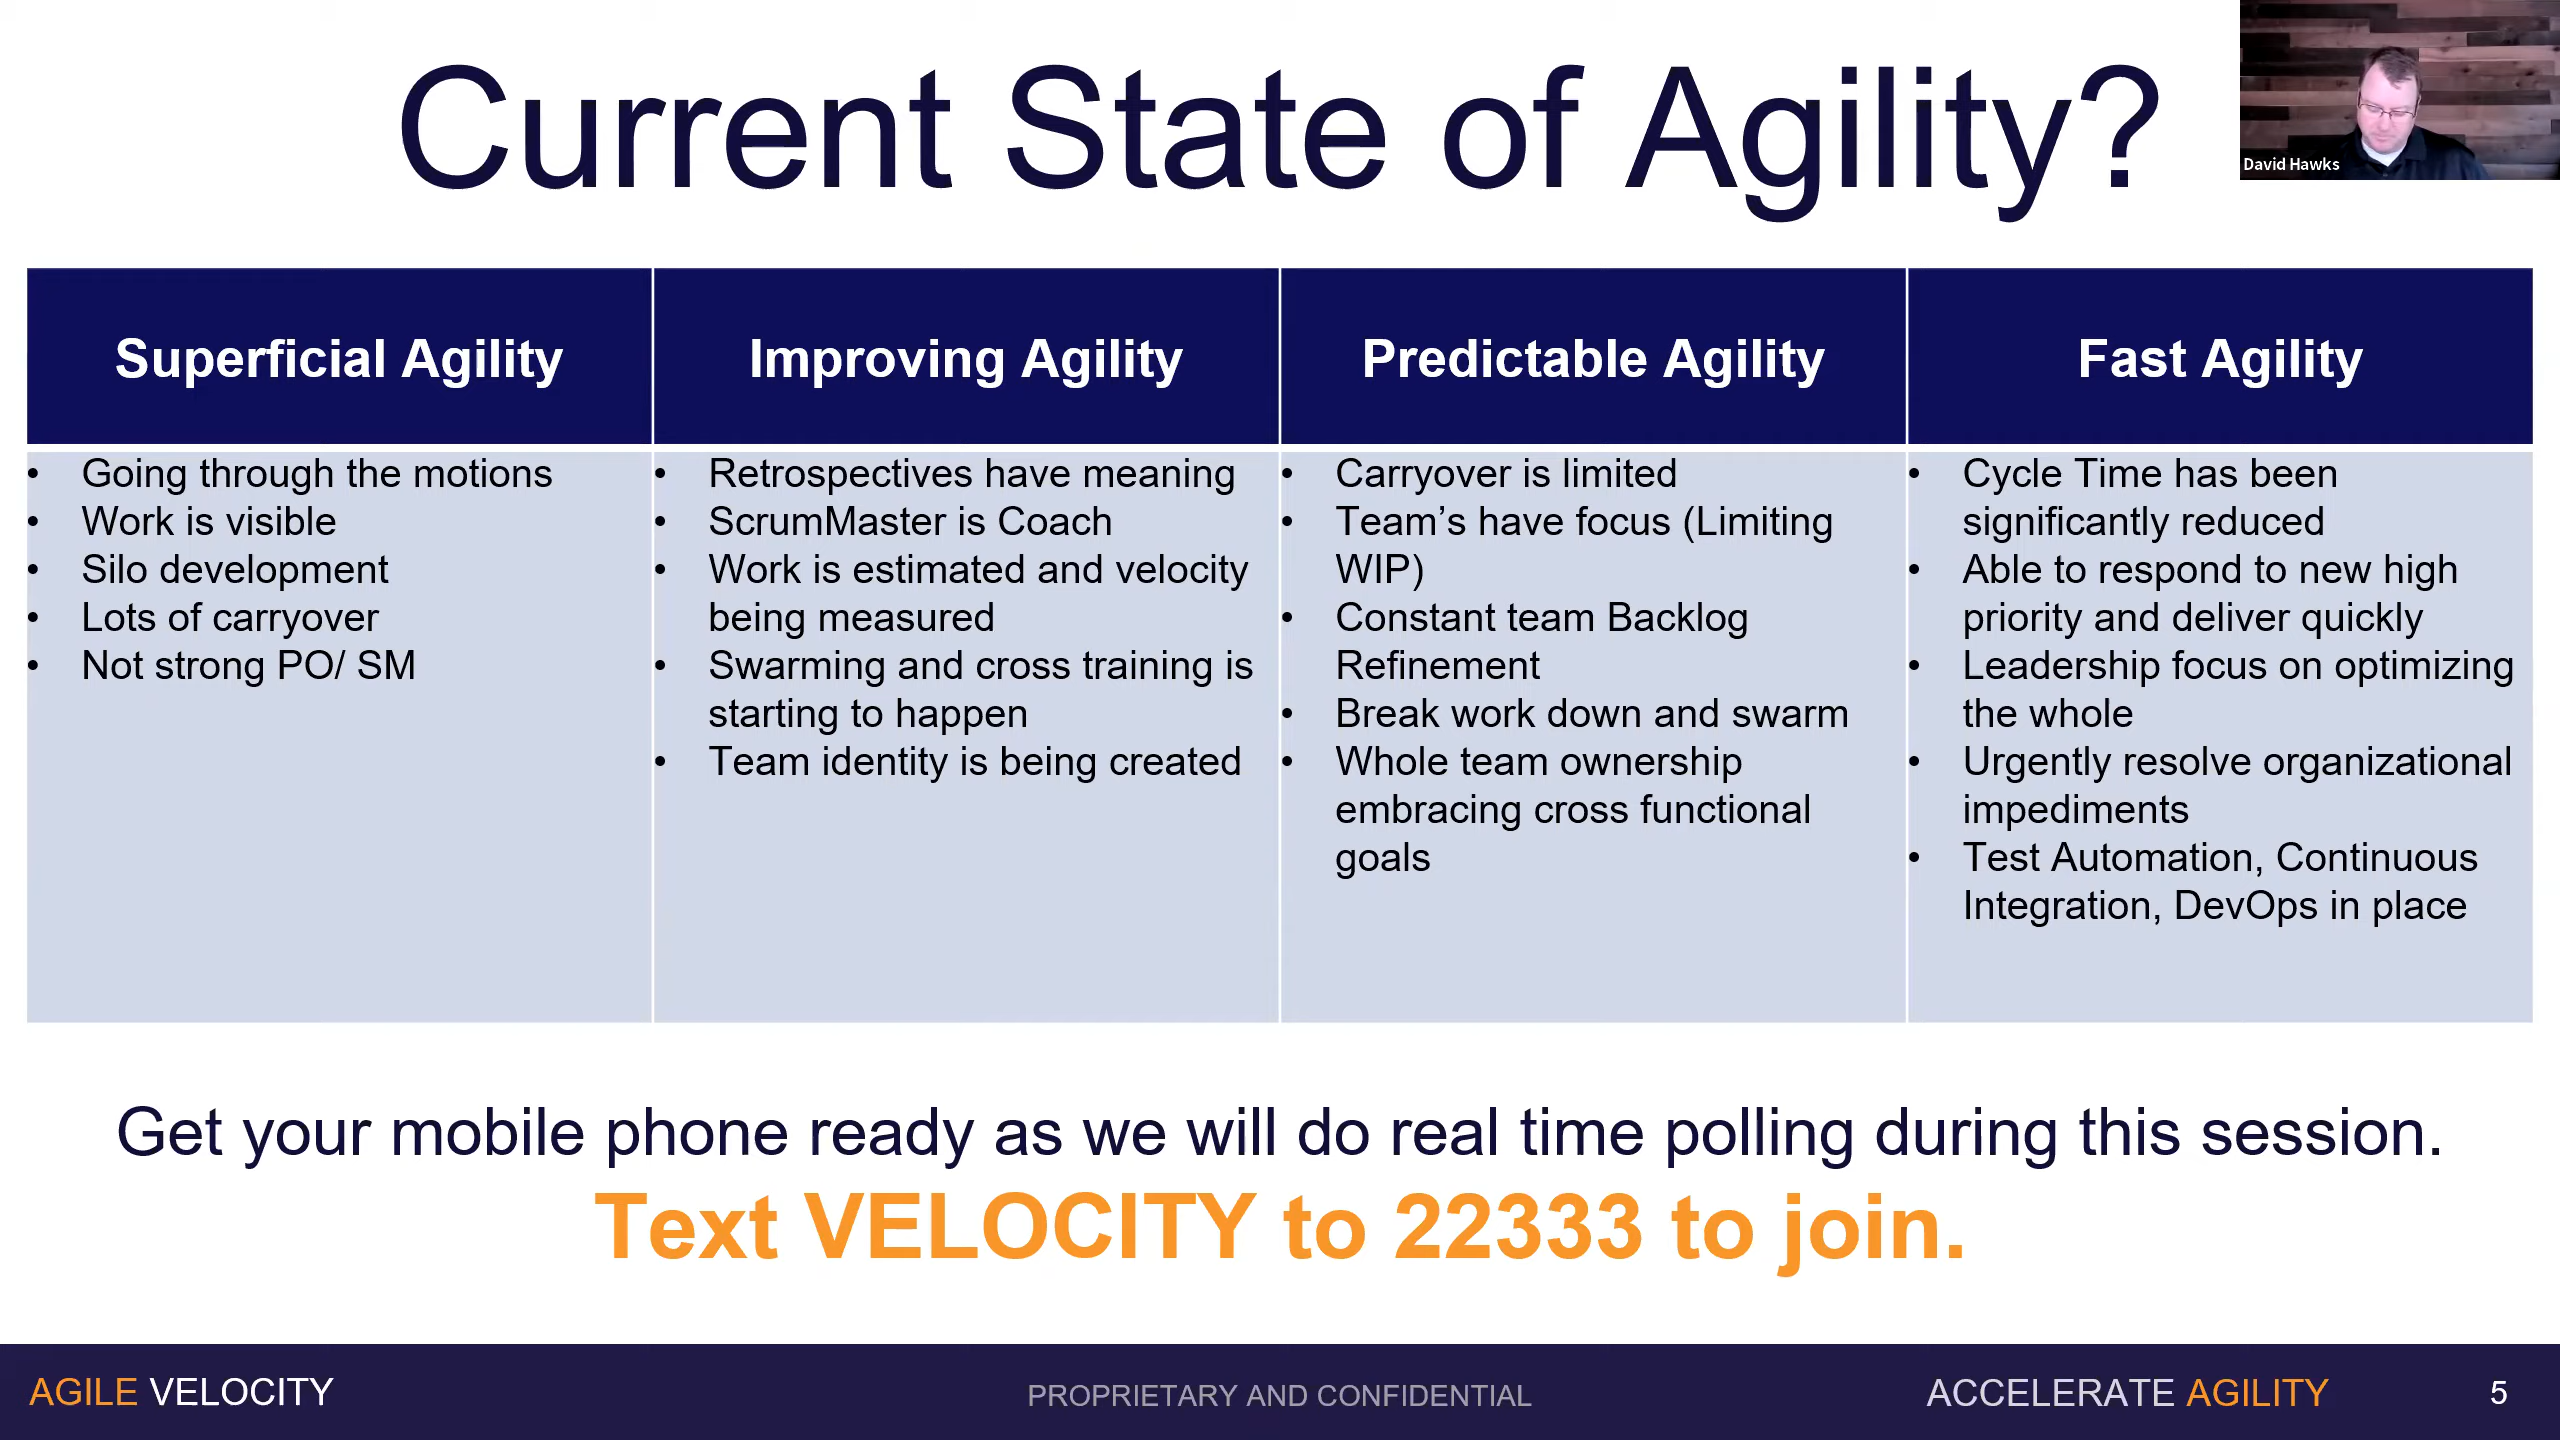 Current State of Agility?
David Hawks
Superficial Agility
Improving Agility
Predictable Agility
Fast Agility
• Going through the motions
• Work is visible
• Silo development
• Lots of carryover
• Not strong PO/ SM
• Retrospectives have meaning
• ScrumMaster is Coach
• Work is estimated and velocity
being measured
• Swarming and cross training is
starting to happen
• Team identity is being created
• Carryover is limited
• Team’s have focus (Limiting
WIP)
• Constant team Backlog
Refinement
• Break work down and swarm
• Whole team ownership
embracing cross functional
goals
• Cycle Time has been
significantly reduced
• Able to respond to new high
priority and deliver quickly
• Leadership focus on optimizing
the whole
• Urgently resolve organizational
impediments
• Test Automation, Continuous
Integration, DevOps in place
Get your mobile phone ready as we will do real time polling during this session.
Text VELOCITY to 22333 to join.
AGILE VELOCITY
PROPRIETARY AND CONFIDENTIAL
ACCELERATE AGILITY
5